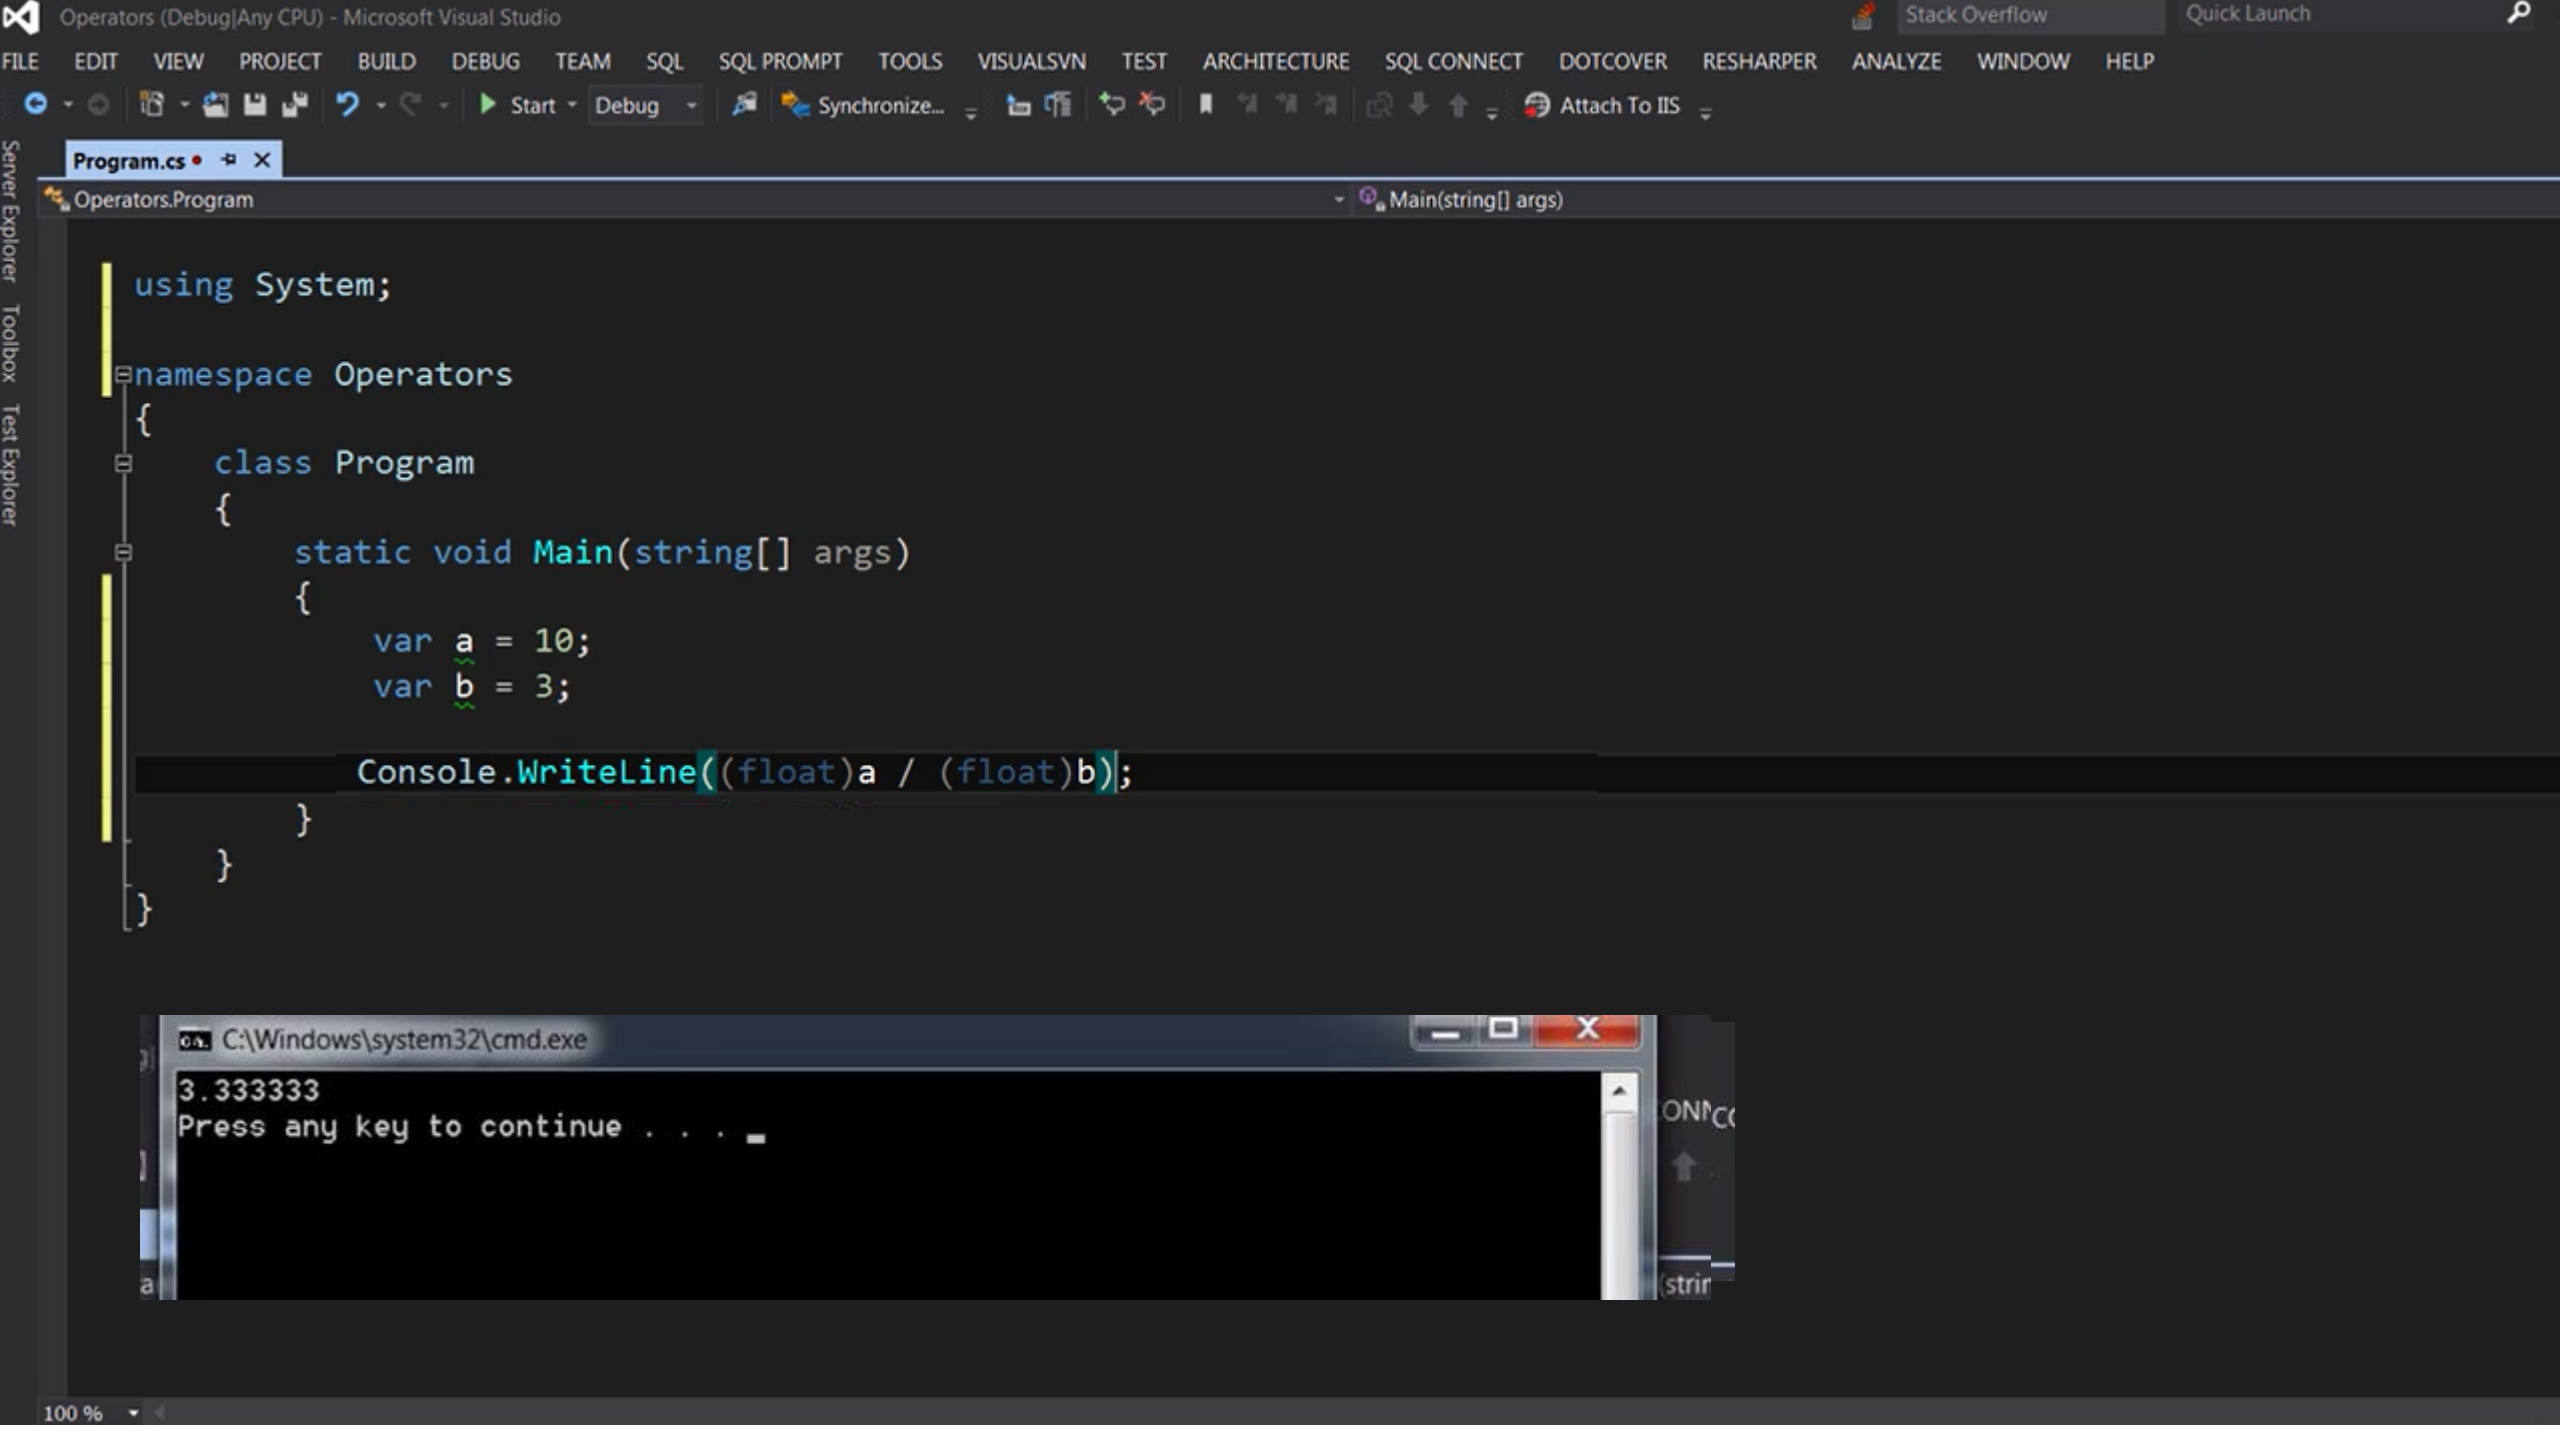 Operators (Debug|Any CPU) - Microsoft Visual Studio
Stack Overflow
Quick Launch
FILE EDIT VIEW PROJECT BUILD DEBUG TEAM SQL SQL PROMPT TOOLS VISUALSVN TEST ARCHITECTURE SQL CONNECT DOTCOVER RESHARPER ANALYZE WINDOW HELP
Start Debug Synchronize... Attach To IIS
Server Explorer
Toolbox
Test Explorer
Program.cs
Operators.Program
Main(string[] args)
using System;
namespace Operators
{
class Program
{
static void Main(string[] args)
{
var a = 10;
var b = 3;
Console.WriteLine((float)a / (float)b);
}
}
}
C:\Windows\system32\cmd.exe
3.333333
Press any key to continue . . .
100 %